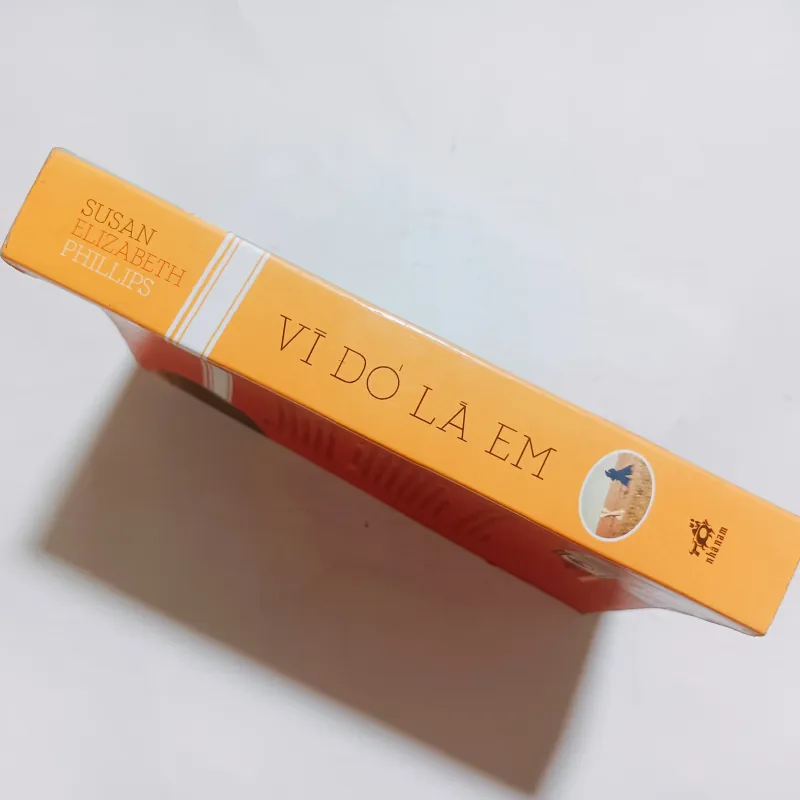 SUSAN
ELIZABETH
PHILLIPS
VÌ ĐÓ LÀ EM
nhã nam